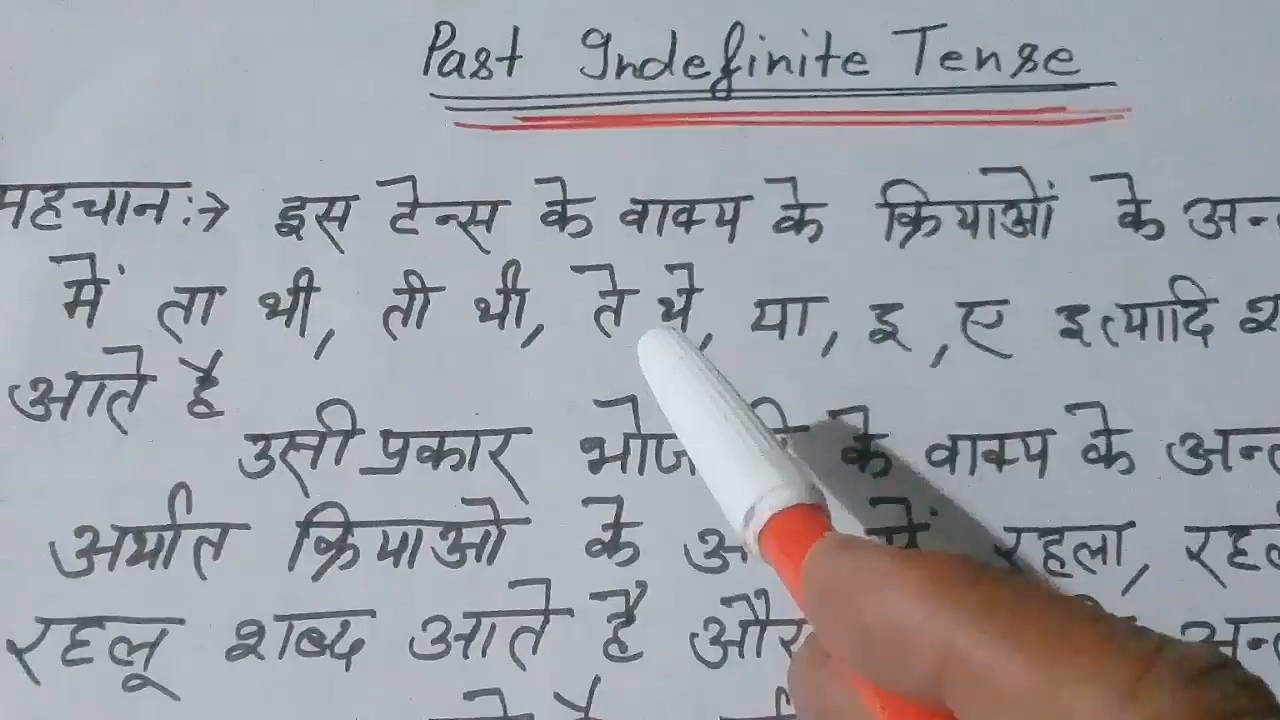 Past Indefinite Tense
पहचान :→ इस टेन्स के वाक्य के क्रियाओं के
में ता थी, ती थी, ते थे, या, इ, ए इत्यादि
आते है
उसी प्रकार के वाक्य के
अर्थात क्रियाओ के में रहला,
रहलू शब्द आते है और